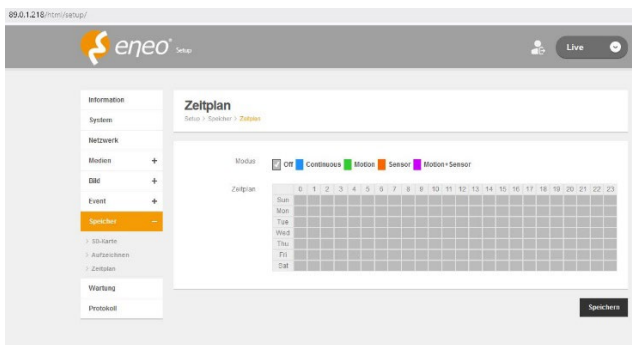 89.0.1.218/html/setup/
eneo Setup
Live
Information
System
Netzwerk
Motion +
Bild +
Event +
Speicher −
> SD-Karte
> Aufzeichnen
> Zeitplan
Wartung
Protokoll
Zeitplan
Setup > Speicher > Zeitplan
Modus Off Continuous Motion Sensor Motion+Sensor
Zeitplan 0 1 2 3 4 5 6 7 8 9 10 11 12 13 14 15 16 17 18 19 20 21 22 23
Sun
Mon
Tue
Wed
Thu
Fri
Sat
Speichern